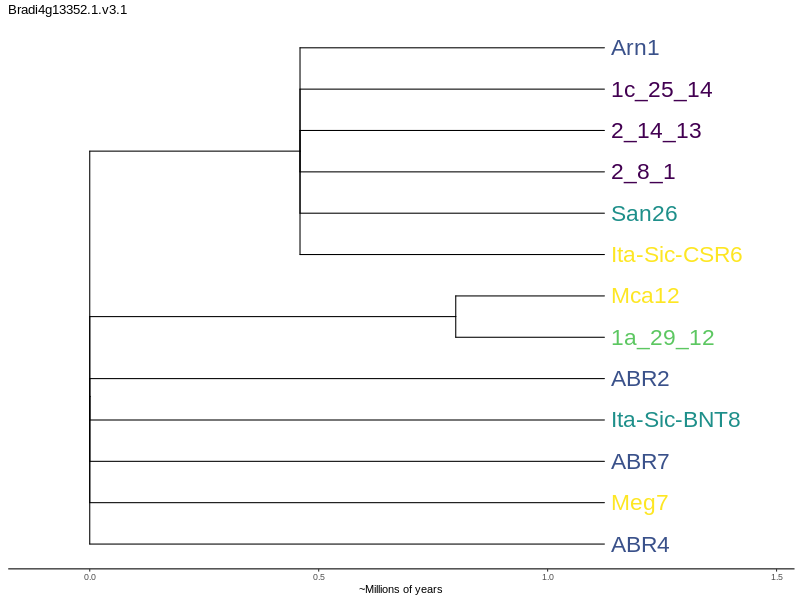 Bradi4g13352.1.v3.1
Arn1
1c_25_14
2_14_13
2_8_1
San26
Ita-Sic-CSR6
Mca12
1a_29_12
ABR2
Ita-Sic-BNT8
ABR7
Meg7
ABR4
0.0 0.5 1.0 1.5
~Millions of years